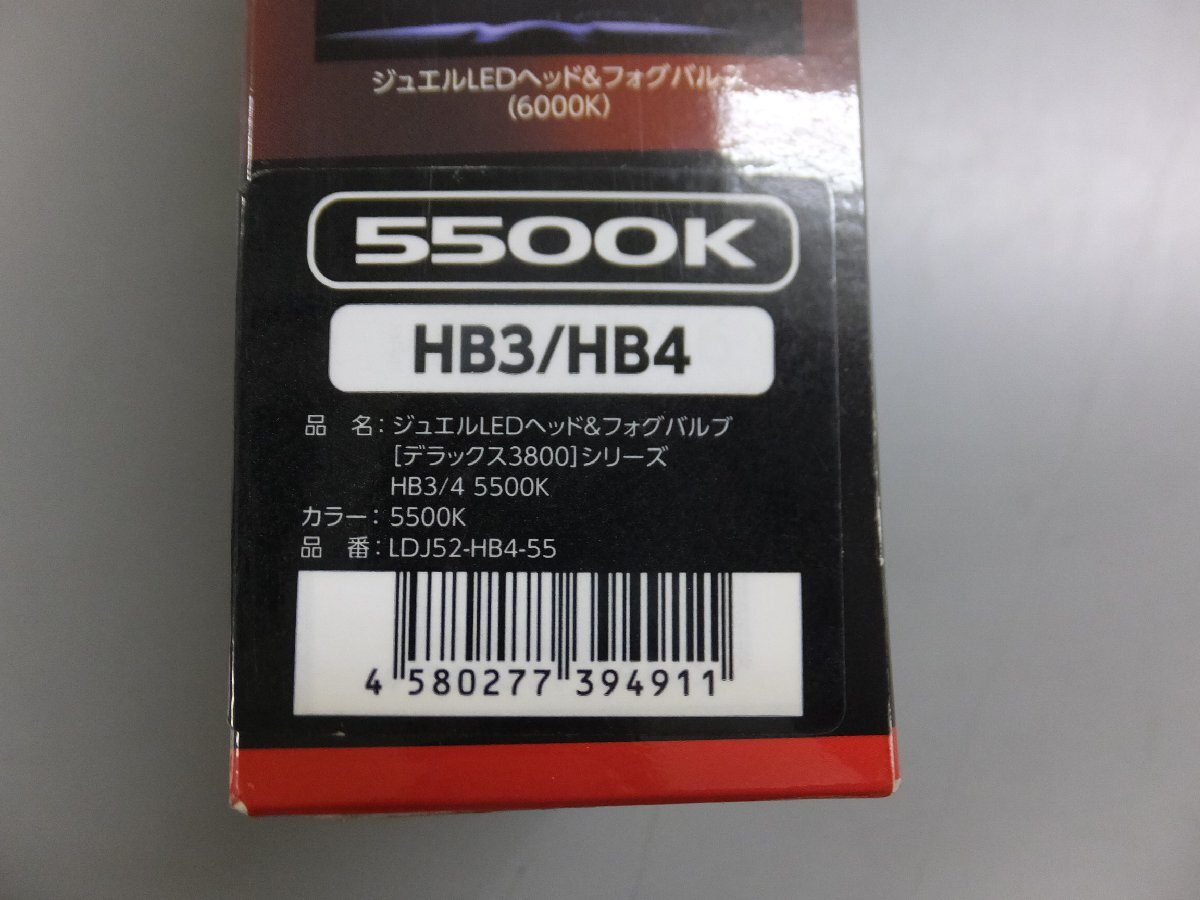 ジュエルLEDヘッド&フォグバルブ
(6000K)
5500K
HB3/HB4
品 名：ジュエルLEDヘッド&フォグバルブ
[デラックス3800]シリーズ
HB3/4 5500K
カラー：5500K
品 番：LDJ52-HB4-55
4 580277 394911